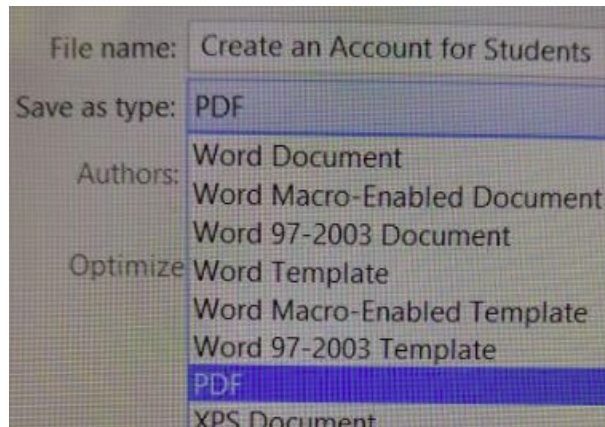 File name: Create an Account for Students
Save as type: PDF
Word Document
Authors:
Word Macro-Enabled Document
Word 97-2003 Document
Optimize Word Template
Word Macro-Enabled Template
Word 97-2003 Template
PDF
XPS Document